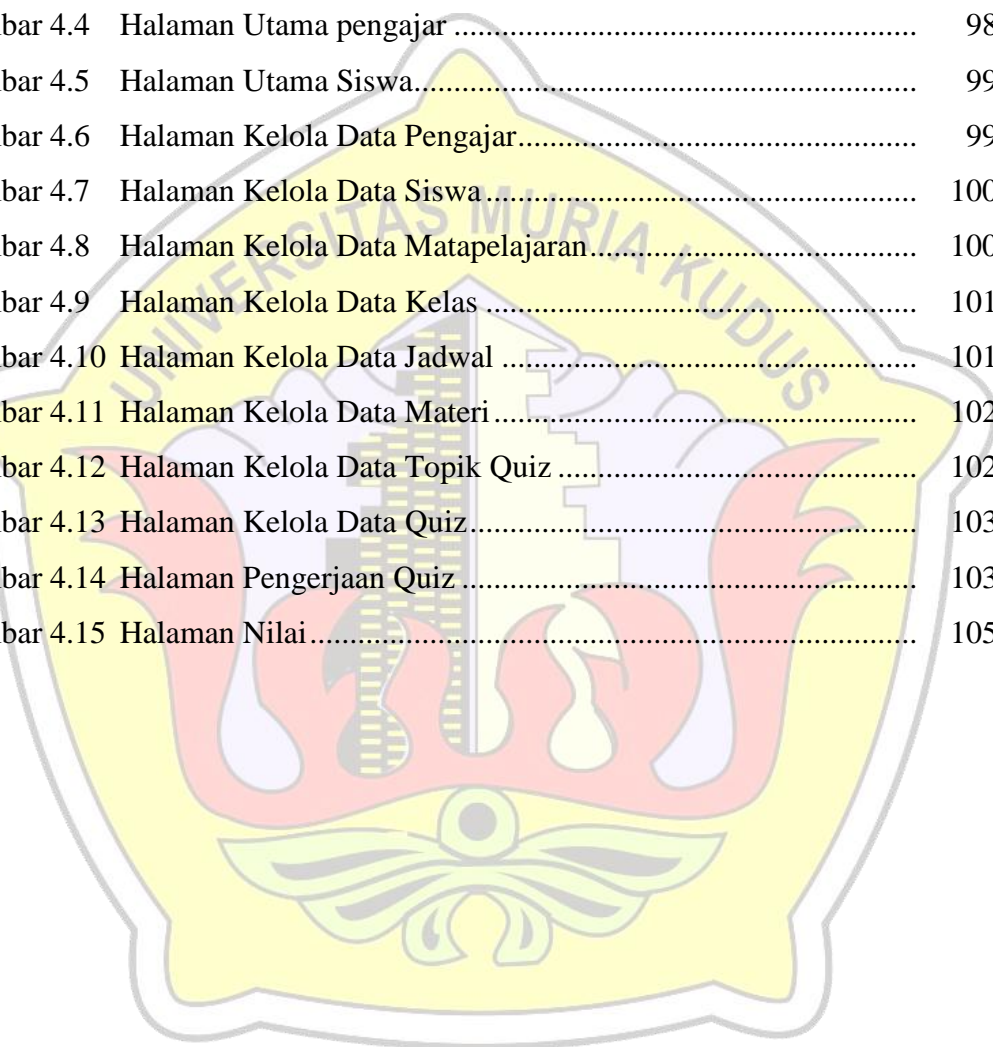 bar 4.4 Halaman Utama pengajar ........................................................ 98
bar 4.5 Halaman Utama Siswa............................................................. 99
bar 4.6 Halaman Kelola Data Pengajar................................................ 99
bar 4.7 Halaman Kelola Data Siswa .................................................... 100
bar 4.8 Halaman Kelola Data Matapelajaran....................................... 100
bar 4.9 Halaman Kelola Data Kelas .................................................... 101
bar 4.10 Halaman Kelola Data Jadwal .................................................. 101
bar 4.11 Halaman Kelola Data Materi ................................................... 102
bar 4.12 Halaman Kelola Data Topik Quiz ........................................... 102
bar 4.13 Halaman Kelola Data Quiz...................................................... 103
bar 4.14 Halaman Pengerjaan Quiz ....................................................... 103
bar 4.15 Halaman Nilai .......................................................................... 105
UNIVERSITAS MURIA KUDUS